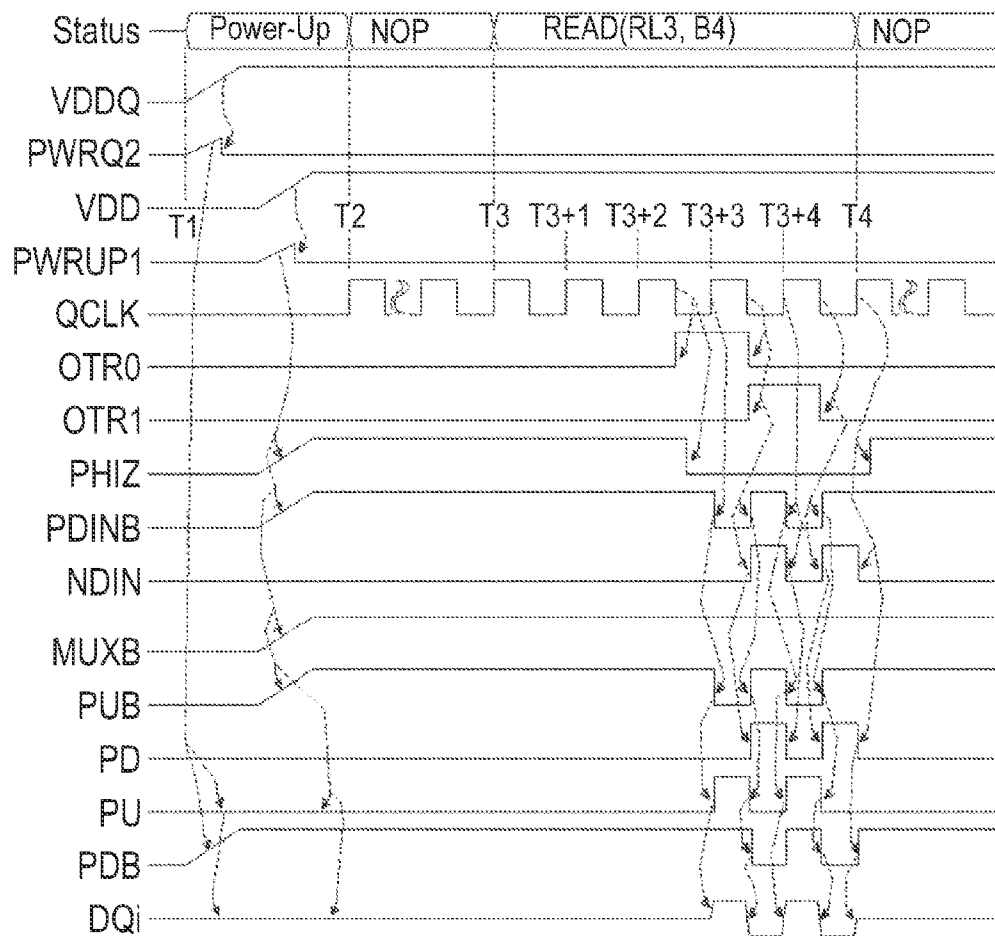 Status Power-Up NOP READ(RL3, B4) NOP
VDDQ
PWRQ2
VDD
T1 T2 T3 T3+1 T3+2 T3+3 T3+4 T4
PWRUP1
QCLK
OTR0
OTR1
PHIZ
PDINB
NDIN
MUXB
PUB
PD
PU
PDB
DQi